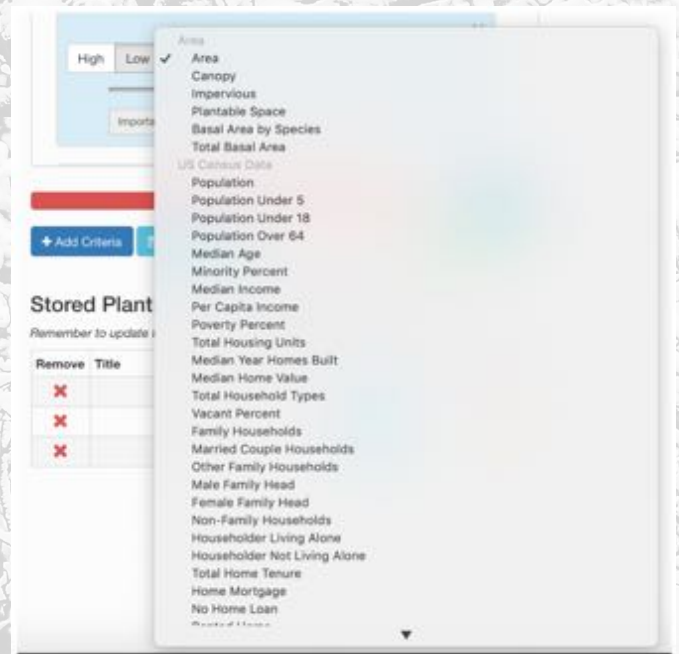 Area
High Low ✓ Area
Canopy
Impervious
Importa
Plantable Space
Basal Area by Species
Total Basal Area
US Census Data
Population
Population Under 5
Population Under 18
Population Over 64
+ Add Criteria
Median Age
Minority Percent
Median Income
Stored Plant
Per Capita Income
Poverty Percent
Remember to update
Total Housing Units
Median Year Homes Built
Remove Title
Median Home Value
Total Household Types
Vacant Percent
Family Households
Married Couple Households
Other Family Households
Male Family Head
Female Family Head
Non-Family Households
Householder Living Alone
Householder Not Living Alone
Total Home Tenure
Home Mortgage
No Home Loan